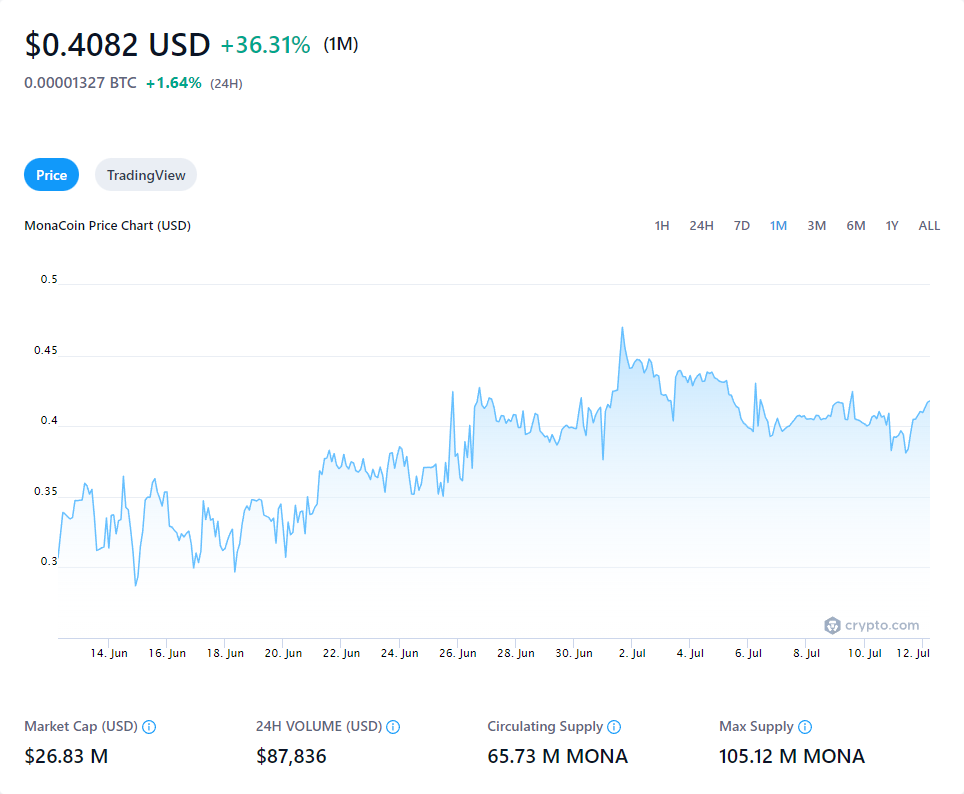 $0.4082 USD +36.31% (1M)
0.00001327 BTC +1.64% (24H)
Price TradingView
MonaCoin Price Chart (USD) 1H 24H 7D 1M 3M 6M 1Y ALL
0.5
0.45
0.4
0.35
0.3
crypto.com
14. Jun 16. Jun 18. Jun 20. Jun 22. Jun 24. Jun 26. Jun 28. Jun 30. Jun 2. Jul 4. Jul 6. Jul 8. Jul 10. Jul 12. Jul
Market Cap (USD) 24H VOLUME (USD) Circulating Supply Max Supply
$26.83 M $87,836 65.73 M MONA 105.12 M MONA